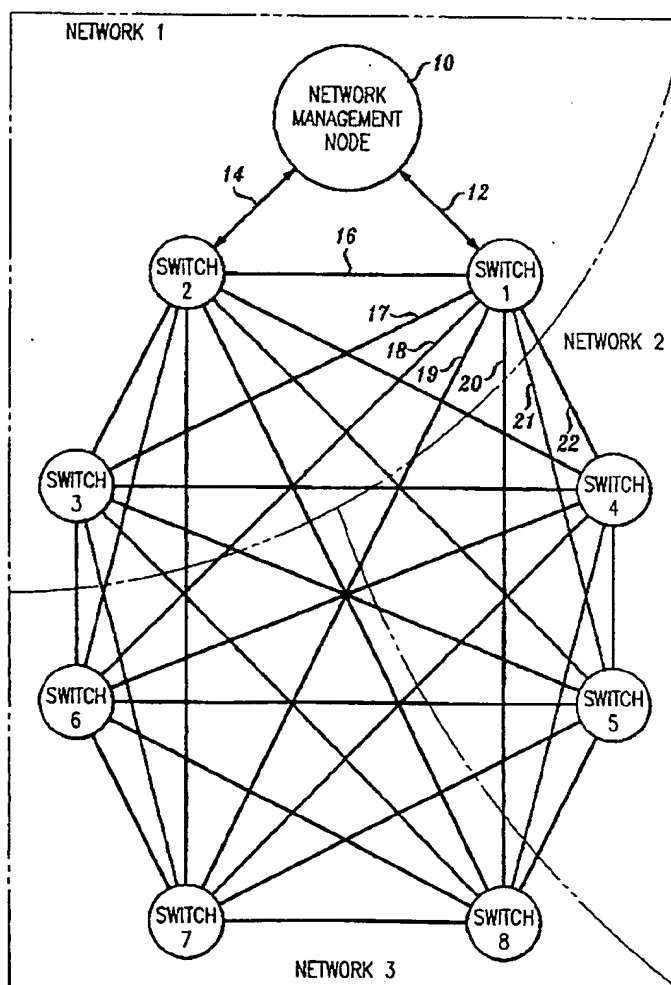 NETWORK 1
10
NETWORK
MANAGEMENT
NODE
14
12
16
SWITCH
2
SWITCH
1
17
18
19
20
NETWORK 2
21
22
SWITCH
3
SWITCH
4
SWITCH
6
SWITCH
5
SWITCH
7
SWITCH
8
NETWORK 3